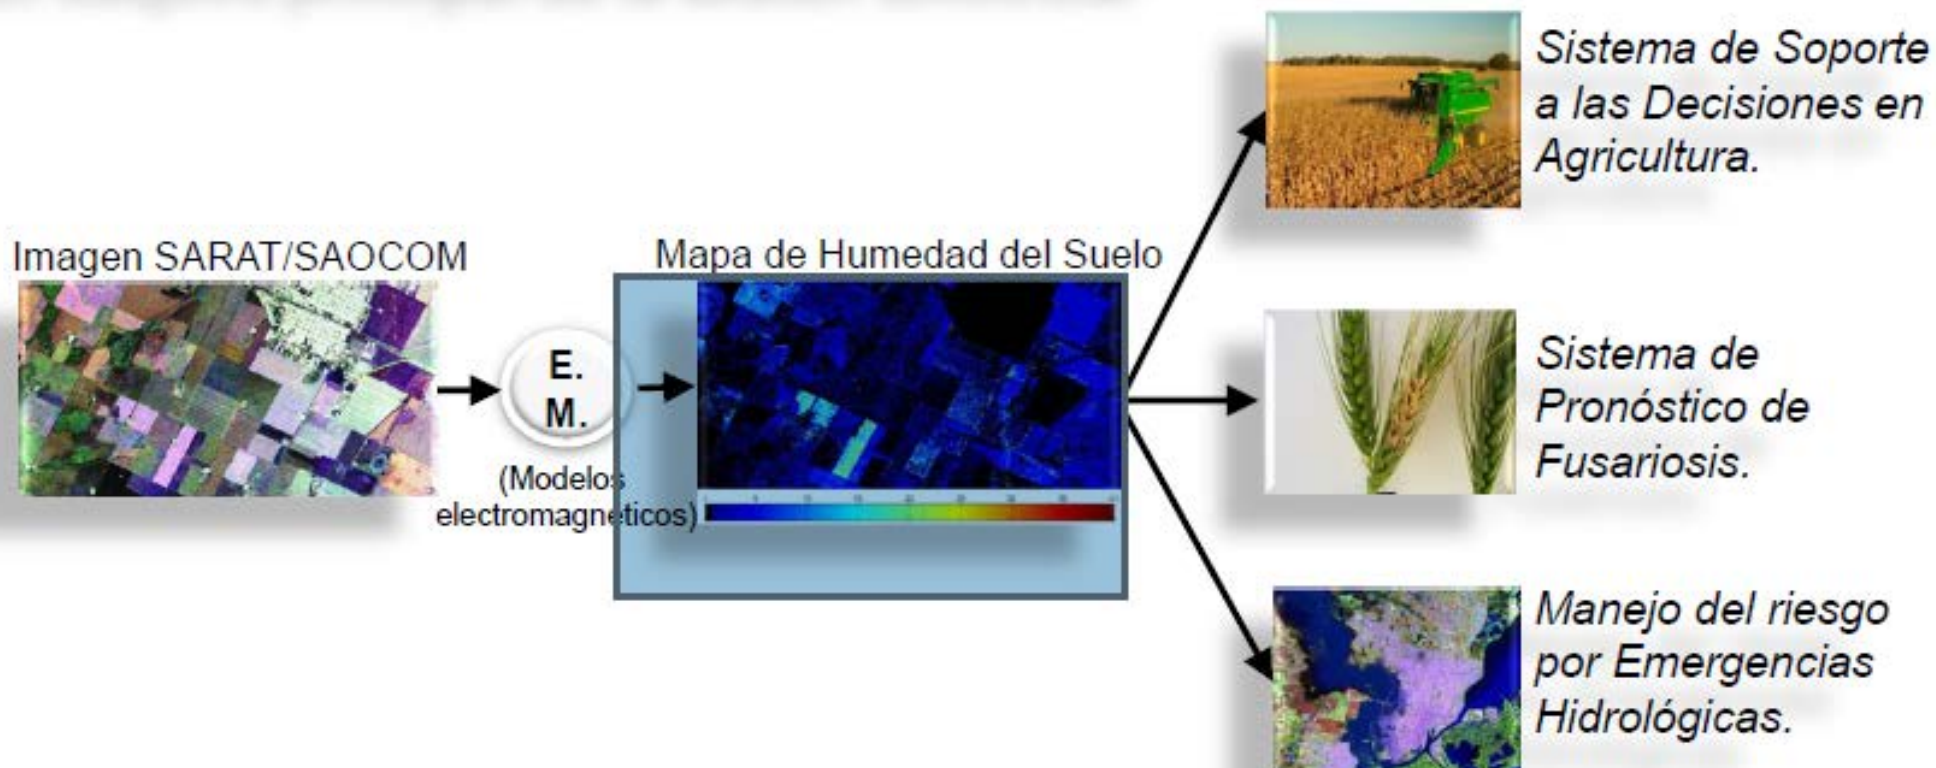 Imagen SARAT/SAOCOM
E.
M.
(Modelos
electromagnéticos)
Mapa de Humedad del Suelo
Sistema de Soporte
a las Decisiones en
Agricultura.
Sistema de
Pronóstico de
Fusariosis.
Manejo del riesgo
por Emergencias
Hidrológicas.